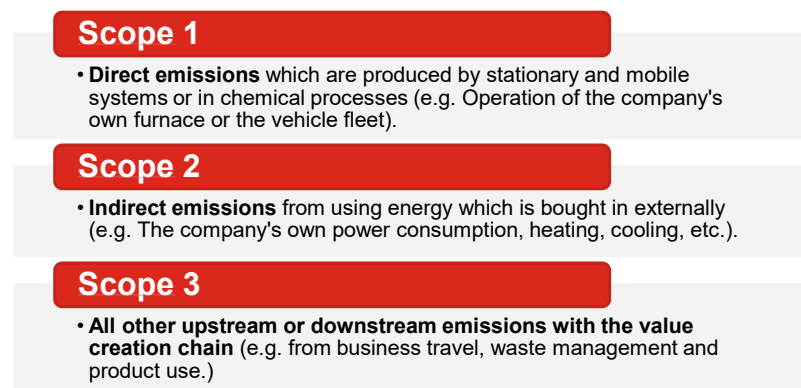 Scope 1
• Direct emissions which are produced by stationary and mobile
systems or in chemical processes (e.g. Operation of the company's
own furnace or the vehicle fleet).
Scope 2
• Indirect emissions from using energy which is bought in externally
(e.g. The company's own power consumption, heating, cooling, etc.).
Scope 3
• All other upstream or downstream emissions with the value
creation chain (e.g. from business travel, waste management and
product use.)